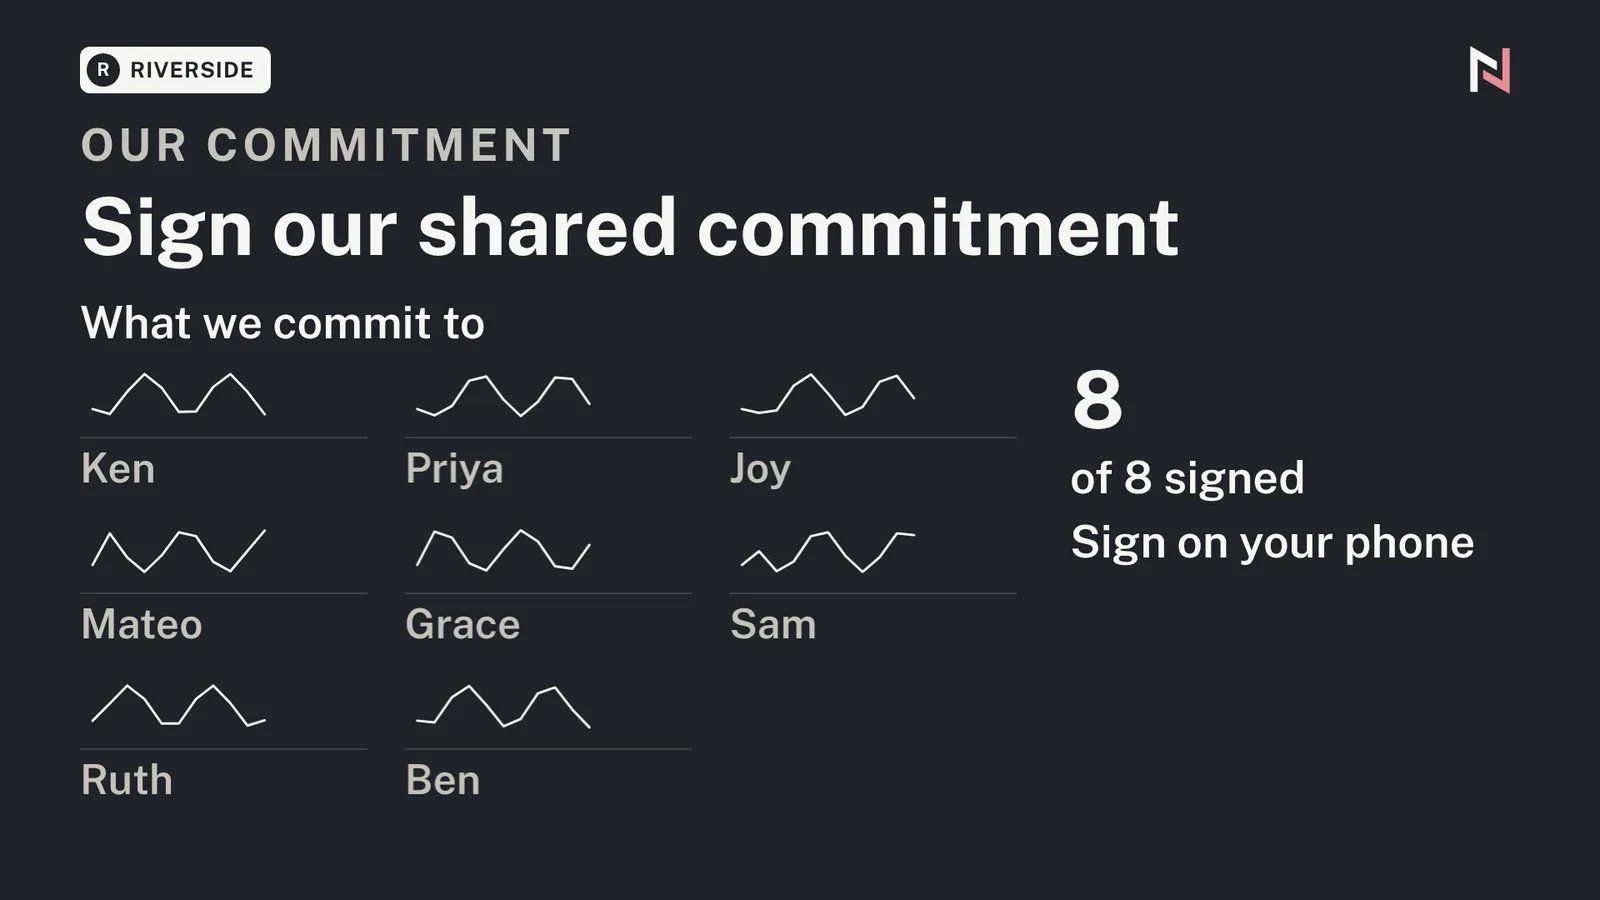 R RIVERSIDE
OUR COMMITMENT
Sign our shared commitment
What we commit to
Ken Priya Joy
Mateo Grace Sam
Ruth Ben
8
of 8 signed
Sign on your phone